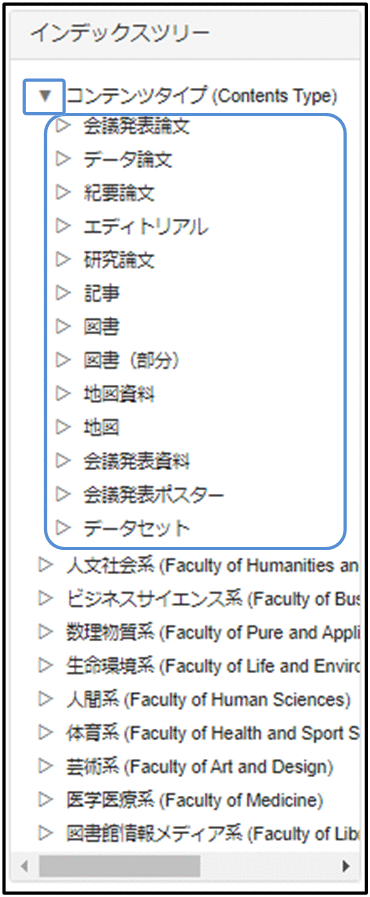 インデックスツリー
▼ コンテンツタイプ (Contents Type)
▷ 会議発表論文
▷ データ論文
▷ 紀要論文
▷ エディトリアル
▷ 研究論文
▷ 記事
▷ 図書
▷ 図書（部分）
▷ 地図資料
▷ 地図
▷ 会議発表資料
▷ 会議発表ポスター
▷ データセット
▷ 人文社会系 (Faculty of Humanities an
▷ ビジネスサイエンス系 (Faculty of Bus
▷ 数理物質系 (Faculty of Pure and Appli
▷ 生命環境系 (Faculty of Life and Enviro
▷ 人間系 (Faculty of Human Sciences)
▷ 体育系 (Faculty of Health and Sport S
▷ 芸術系 (Faculty of Art and Design)
▷ 医学医療系 (Faculty of Medicine)
▷ 図書館情報メディア系 (Faculty of Libr